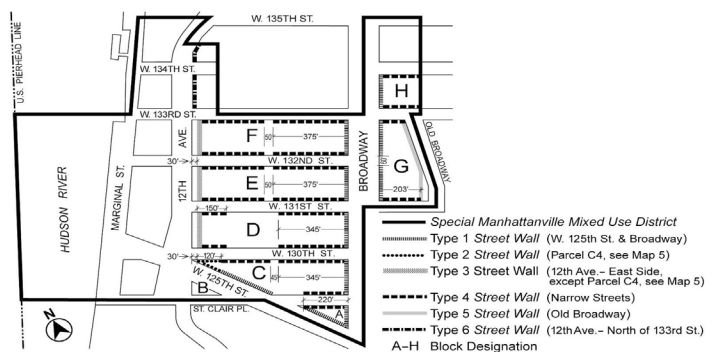 W. 135TH ST.
U.S. PIERHEAD LINE
W. 134TH ST.
H
W. 133RD ST.
AVE.
F
50'
375'
BROADWAY
OLD BROADWAY
30'
W. 132ND ST.
G
HUDSON RIVER
MARGINAL ST.
12TH
E
50'
375'
203'
150'
W. 131ST ST.
D
345'
Special Manhattanville Mixed Use District
Type 1 Street Wall (W. 125th St. & Broadway)
30'
120'
W. 130TH ST.
Type 2 Street Wall (Parcel C4, see Map 5)
W. 125TH ST.
C
45'
345'
Type 3 Street Wall (12th Ave.– East Side,
except Parcel C4, see Map 5)
B
220'
Type 4 Street Wall (Narrow Streets)
ST. CLAIR PL.
A
Type 5 Street Wall (Old Broadway)
N
Type 6 Street Wall (12th Ave.– North of 133rd St.)
A–H Block Designation